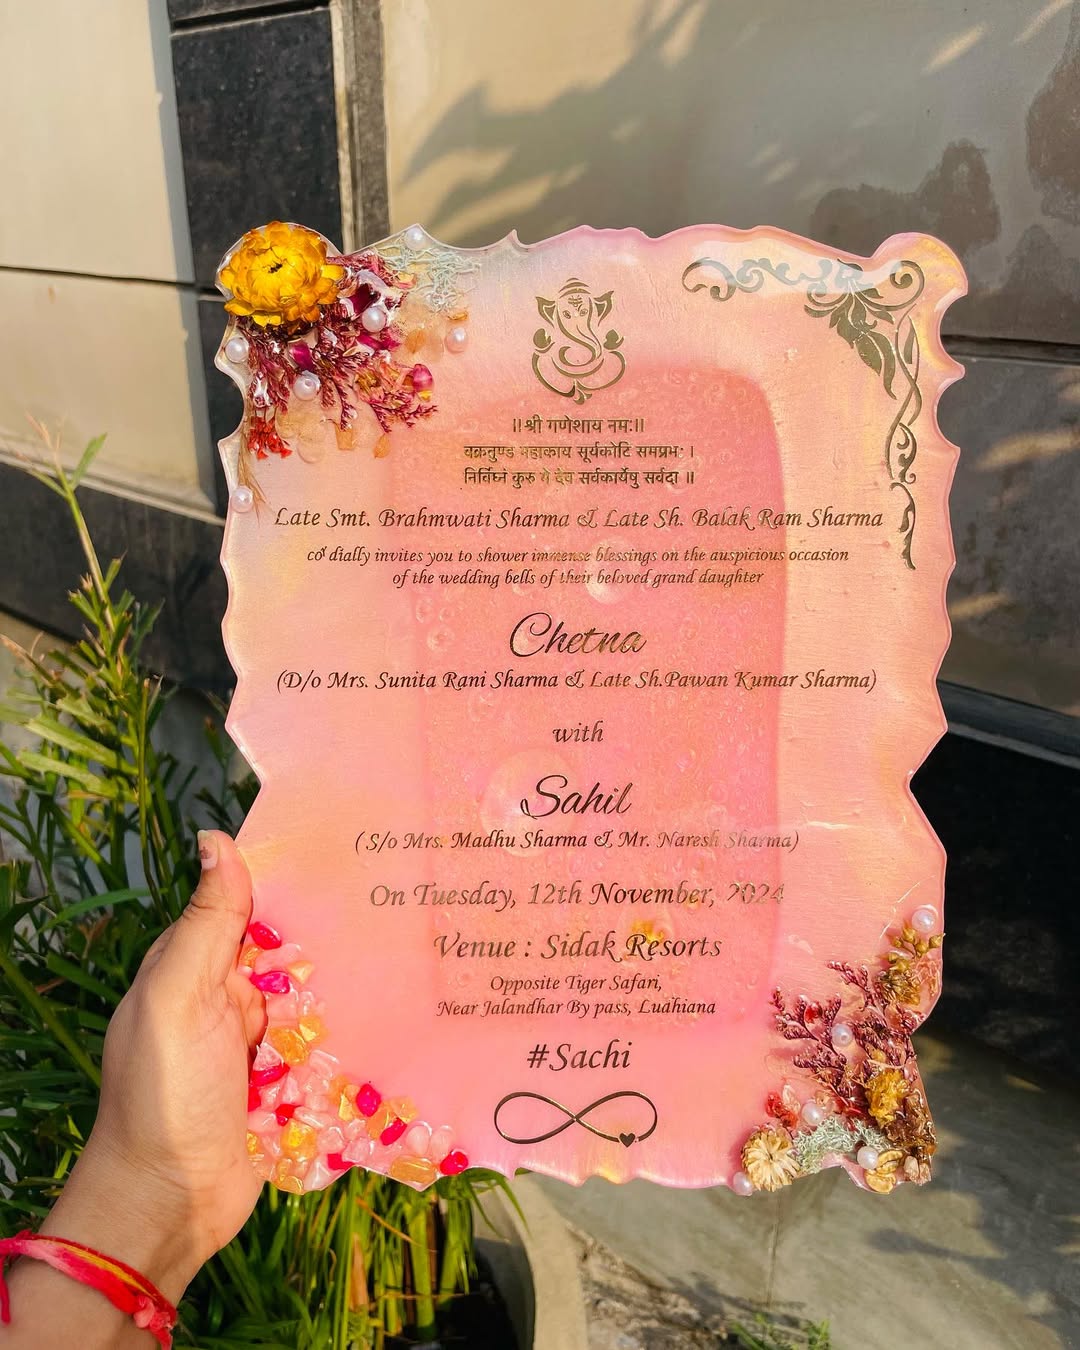 ॥श्री गणेशाय नमः॥
वक्रतुण्ड महाकाय सूर्यकोटि समप्रभः।
निर्विघ्नं कुरु मे देव सर्वकार्येषु सर्वदा॥
Late Smt. Brahmwati Sharma & Late Sh. Balak Ram Sharma
cordially invites you to shower immense blessings on the auspicious occasion
of the wedding bells of their beloved grand daughter
Chetna
(D/o Mrs. Sunita Rani Sharma & Late Sh.Pawan Kumar Sharma)
with
Sahil
(S/o Mrs. Madhu Sharma & Mr. Naresh Sharma)
On Tuesday, 12th November, 2024
Venue : Sidak Resorts
Opposite Tiger Safari,
Near Jalandhar By pass, Ludhiana
#Sachi